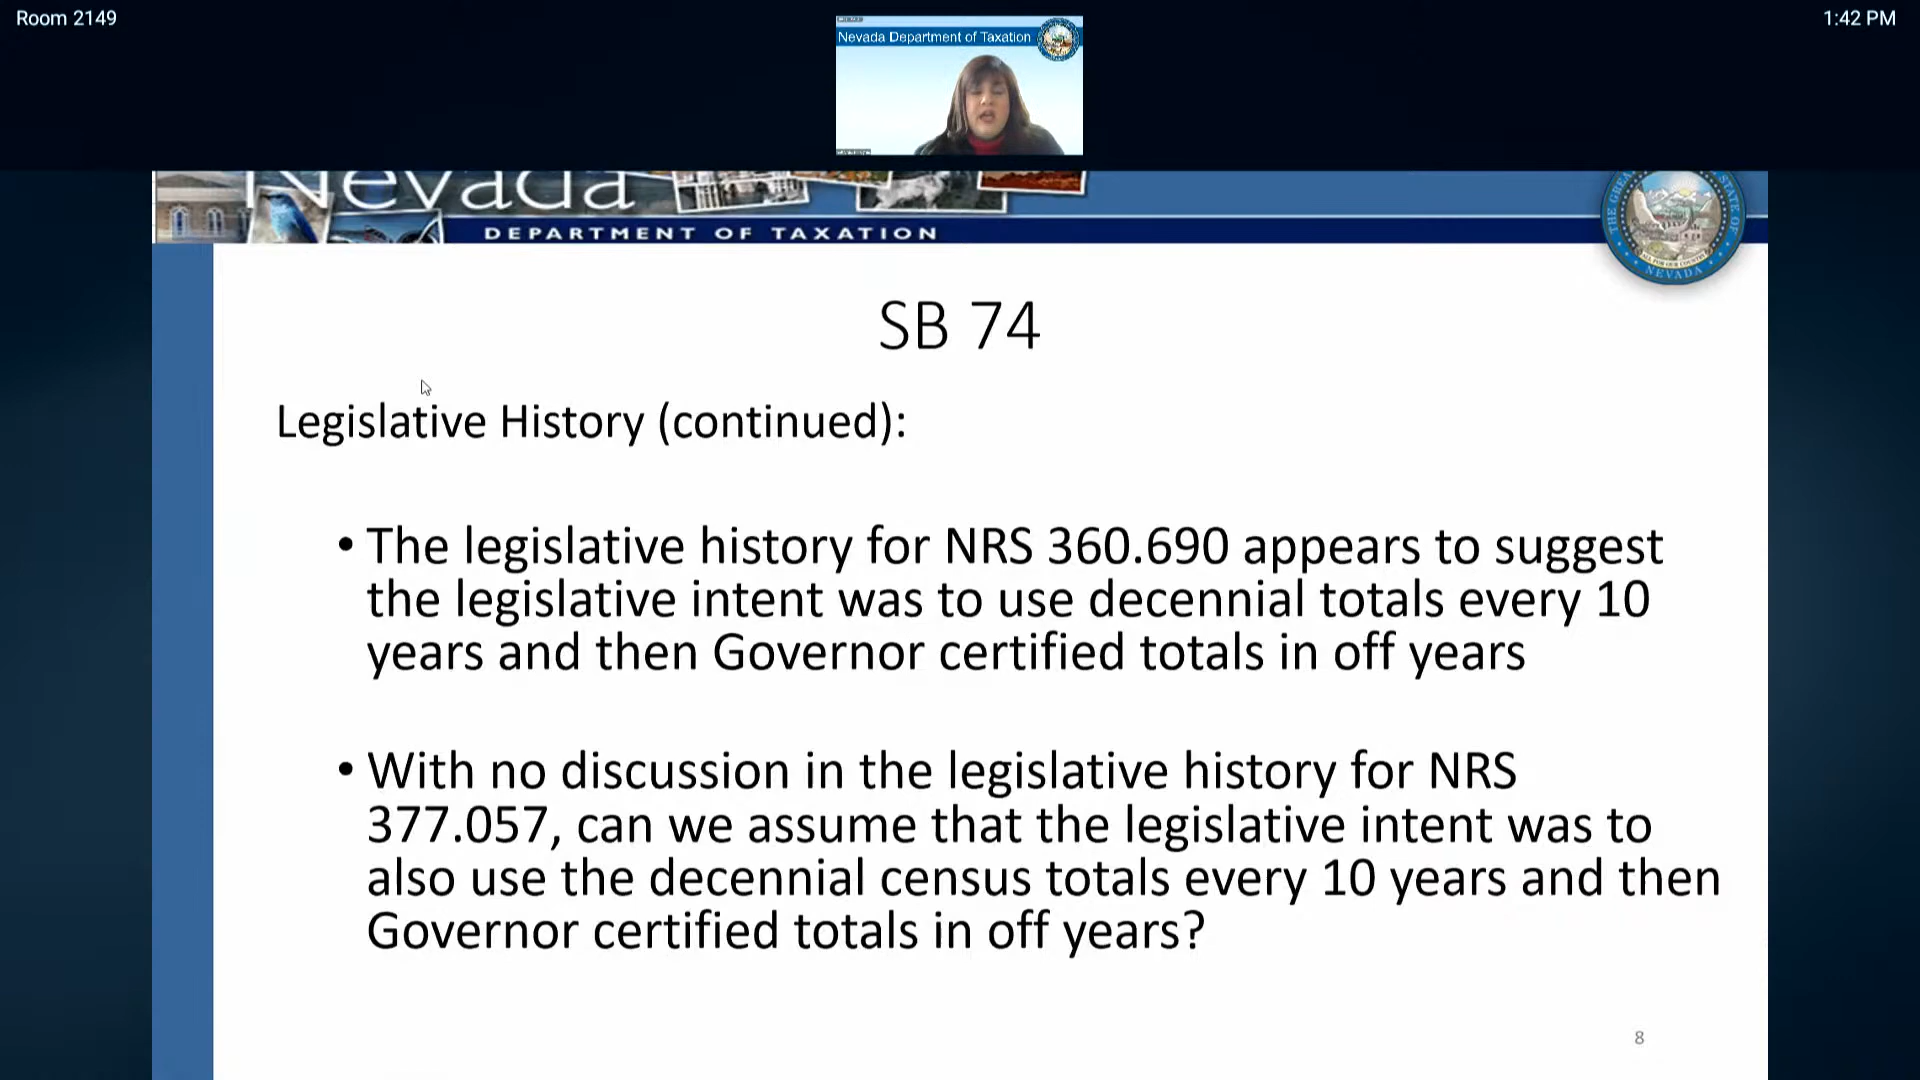 Room 2149
1:42 PM
Nevada Department of Taxation
Nevada
DEPARTMENT OF TAXATION
NEVADA
SB 74
Legislative History (continued):
• The legislative history for NRS 360.690 appears to suggest
the legislative intent was to use decennial totals every 10
years and then Governor certified totals in off years
• With no discussion in the legislative history for NRS
377.057, can we assume that the legislative intent was to
also use the decennial census totals every 10 years and then
Governor certified totals in off years?
8